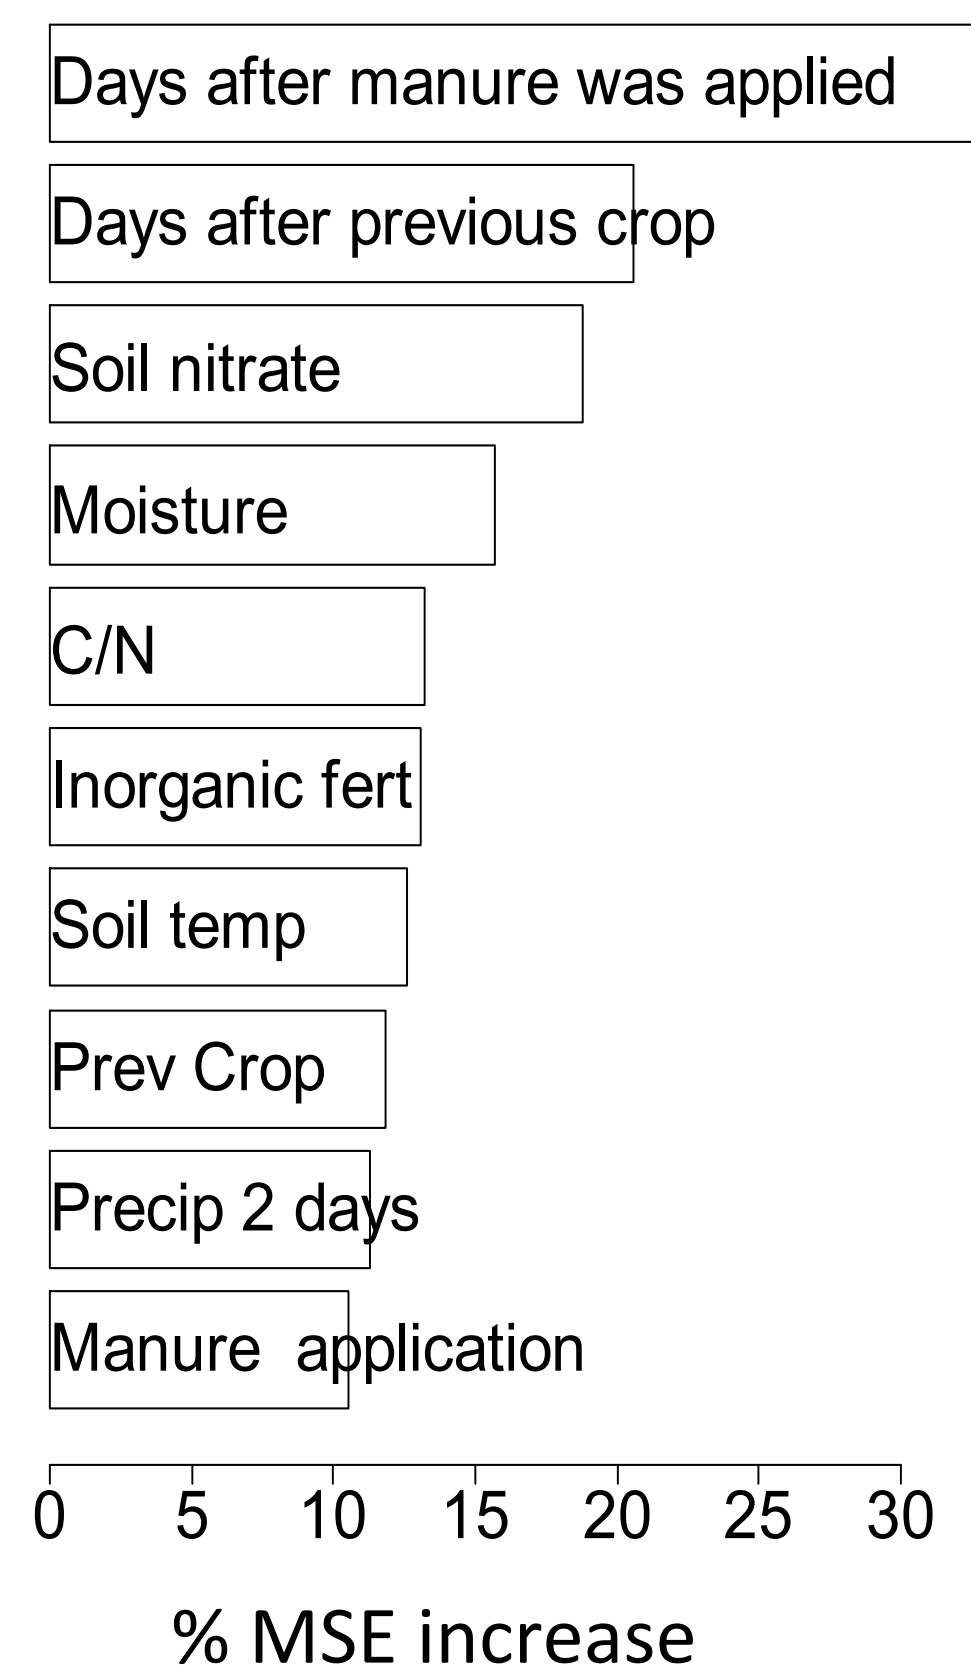 Days after manure was applied
Days after previous crop
Soil nitrate
Moisture
C/N
Inorganic fert
Soil temp
Prev Crop
Precip 2 days
Manure  application
0 5 10 15 20 25 30
% MSE increase